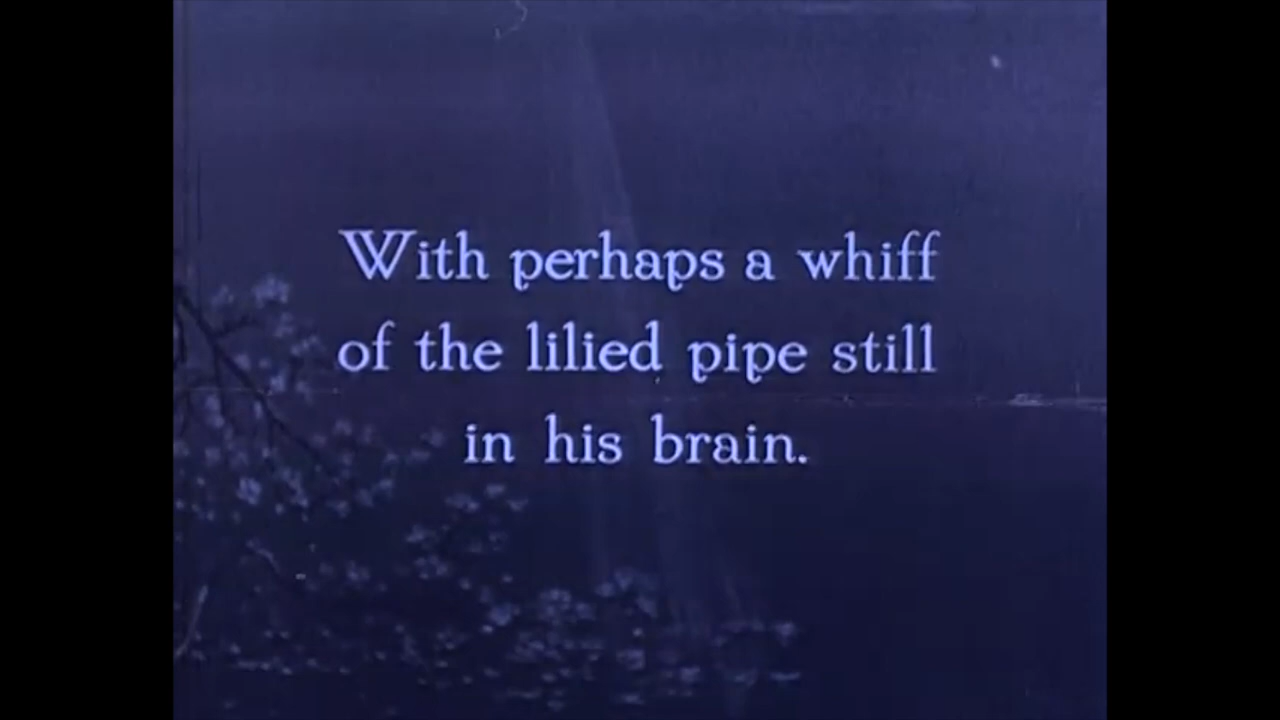 With perhaps a whiff
of the lilied pipe still
in his brain.